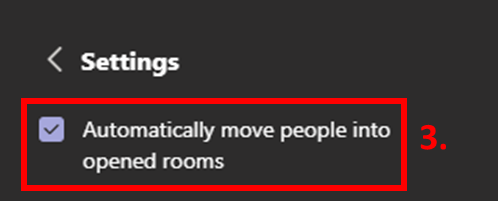 Settings
Automatically move people into
opened rooms
3.